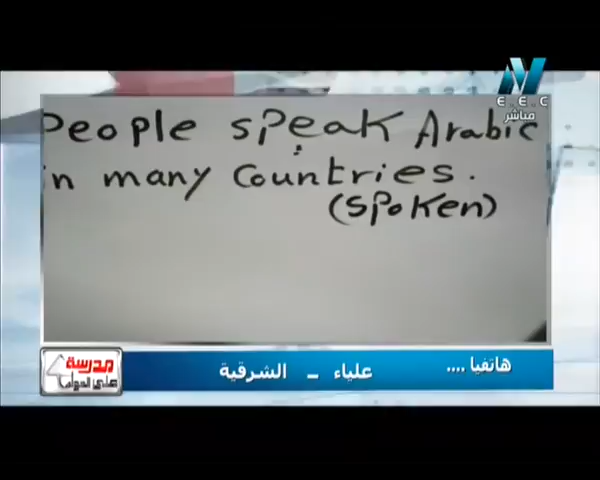 E.E.C
مباشر
People speak Arabic
in many Countries.
(spoken)
هاتفيا ....
علياء _ الشرقية
مدرسة
على الهواء